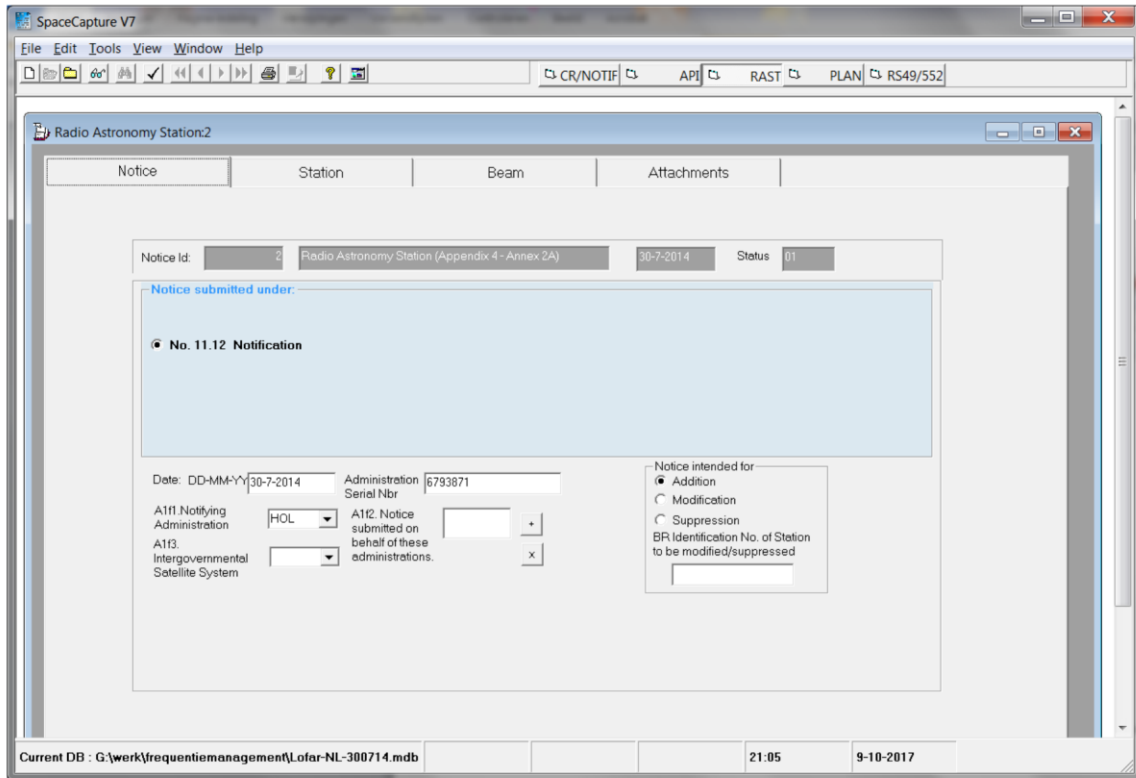 SpaceCapture V7
File Edit Tools View Window Help
CR/NOTIF API RAST PLAN RS49/552
Radio Astronomy Station:2
Notice Station Beam Attachments
Notice Id: 2 Radio Astronomy Station (Appendix 4 - Annex 2A) 30-7-2014 Status 01
Notice submitted under:
No. 11.12 Notification
Date: DD-MM-YY 30-7-2014
Administration
Serial Nbr
6793871
A1f1.Notifying
Administration
HOL
A1f2. Notice
submitted on
behalf of these
administrations.
+
x
A1f3.
Intergovernmental
Satellite System
Notice intended for
Addition
Modification
Suppression
BR Identification No. of Station
to be modified/suppressed
Current DB : G:\werk\frequentiemanagement\Lofar-NL-300714.mdb 21:05 9-10-2017